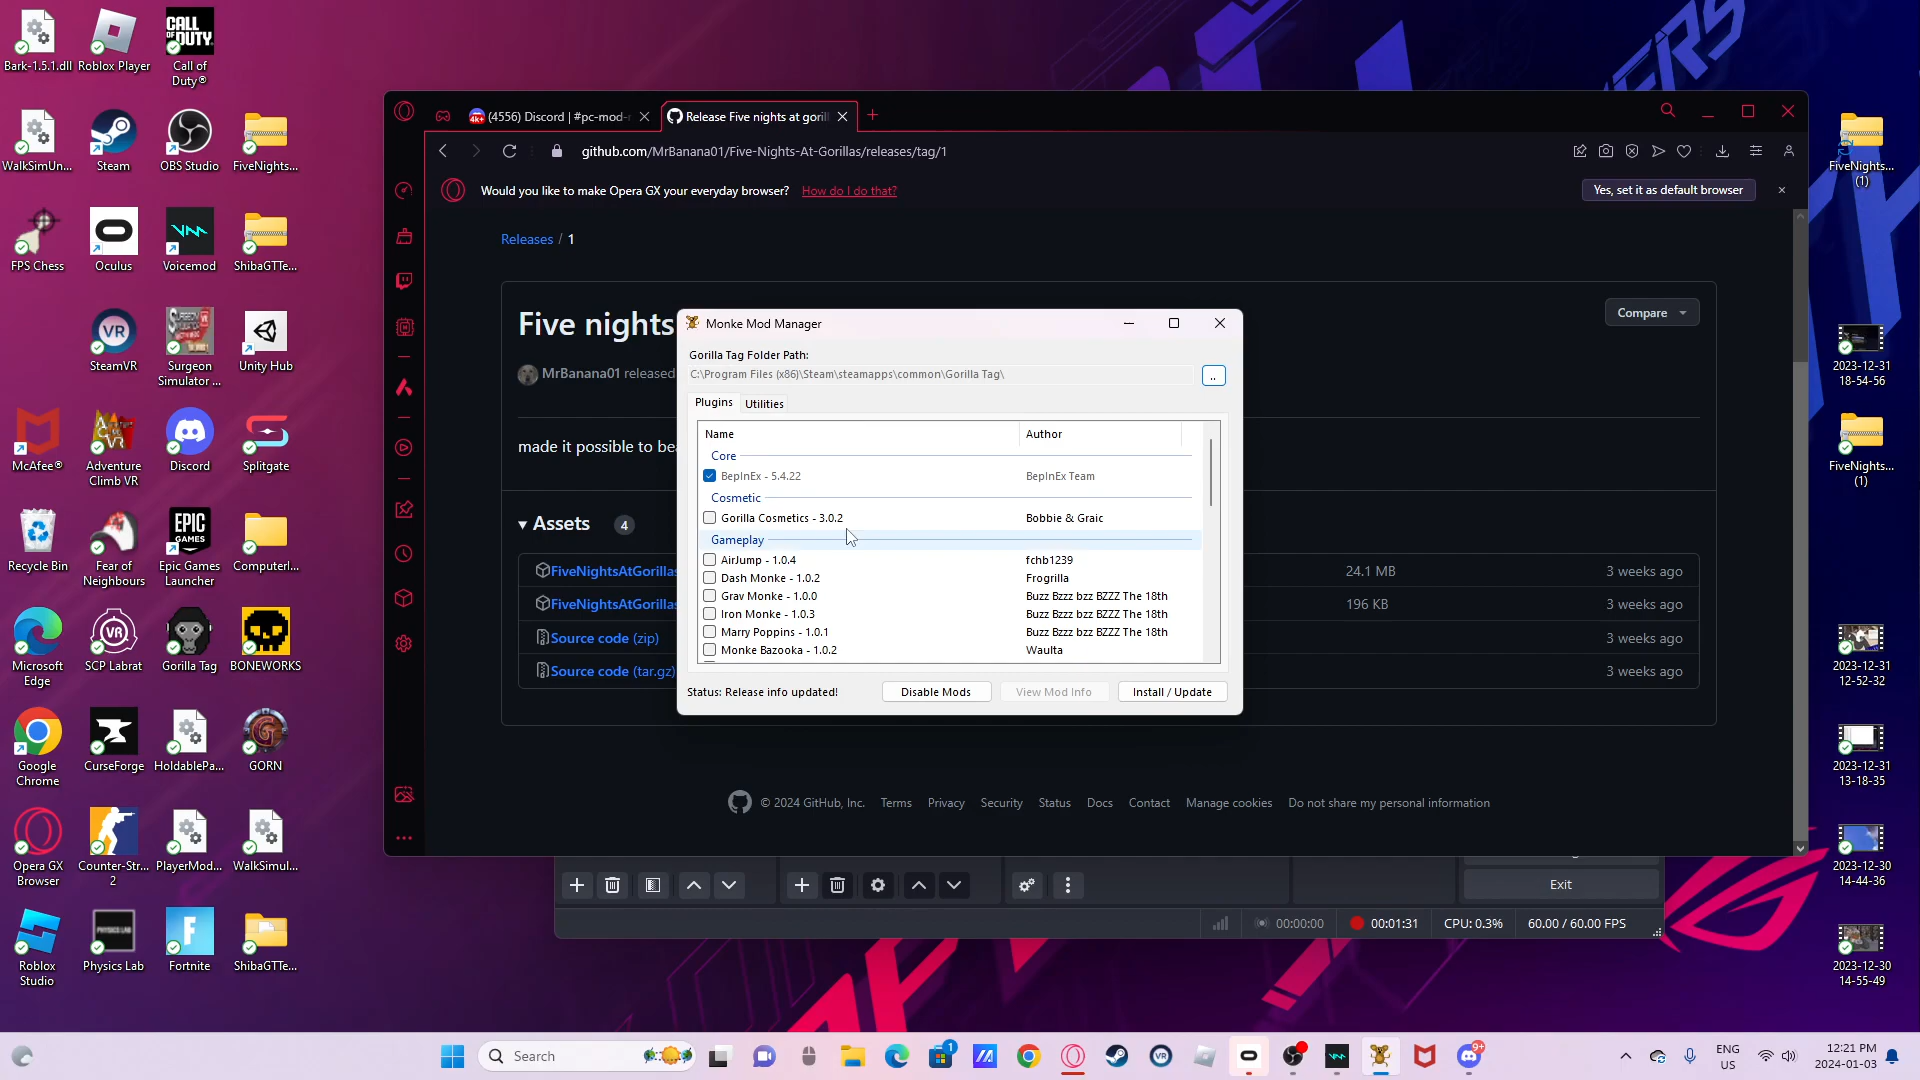 Bark-1.5.1.dll
Roblox Player
Call of Duty®
WalkSimUn...
Steam
OBS Studio
FiveNights...
FPS Chess
Oculus
Voicemod
ShibaGTTe...
SteamVR
Surgeon Simulator ...
Unity Hub
McAfee®
Adventure Climb VR
Discord
Splitgate
Recycle Bin
Fear of Neighbours
Epic Games Launcher
Computerl...
Microsoft Edge
SCP Labrat
Gorilla Tag
BONEWORKS
Google Chrome
CurseForge
HoldablePa...
GORN
Opera GX Browser
Counter-Str... 2
PlayerMod...
WalkSimul...
Roblox Studio
Physics Lab
Fortnite
ShibaGTTe...
(4556) Discord | #pc-mod-
Release Five nights at goril
github.com/MrBanana01/Five-Nights-At-Gorillas/releases/tag/1
Would you like to make Opera GX your everyday browser? How do I do that?
Yes, set it as default browser
Releases / 1
Five nights
Compare
MrBanana01 released
made it possible to be
Assets 4
FiveNightsAtGorillas 24.1 MB 3 weeks ago
FiveNightsAtGorillas 196 KB 3 weeks ago
Source code (zip) 3 weeks ago
Source code (tar.gz) 3 weeks ago
© 2024 GitHub, Inc. Terms Privacy Security Status Docs Contact Manage cookies Do not share my personal information
Monke Mod Manager
Gorilla Tag Folder Path:
C:\Program Files (x86)\Steam\steamapps\common\Gorilla Tag\
..
Plugins Utilities
Name Author
Core
BepInEx - 5.4.22 BepInEx Team
Cosmetic
Gorilla Cosmetics - 3.0.2 Bobbie & Graic
Gameplay
AirJump - 1.0.4 fchb1239
Dash Monke - 1.0.2 Frogrilla
Grav Monke - 1.0.0 Buzz Bzzz bzz BZZZ The 18th
Iron Monke - 1.0.3 Buzz Bzzz bzz BZZZ The 18th
Marry Poppins - 1.0.1 Buzz Bzzz bzz BZZZ The 18th
Monke Bazooka - 1.0.2 Waulta
Status: Release info updated!
Disable Mods
View Mod Info
Install / Update
Exit
00:00:00
00:01:31
CPU: 0.3%
60.00 / 60.00 FPS
FiveNights... (1)
2023-12-31 18-54-56
FiveNights... (1)
2023-12-31 12-52-32
2023-12-31 13-18-35
2023-12-30 14-44-36
2023-12-30 14-55-49
Search
ENG US
12:21 PM
2024-01-03